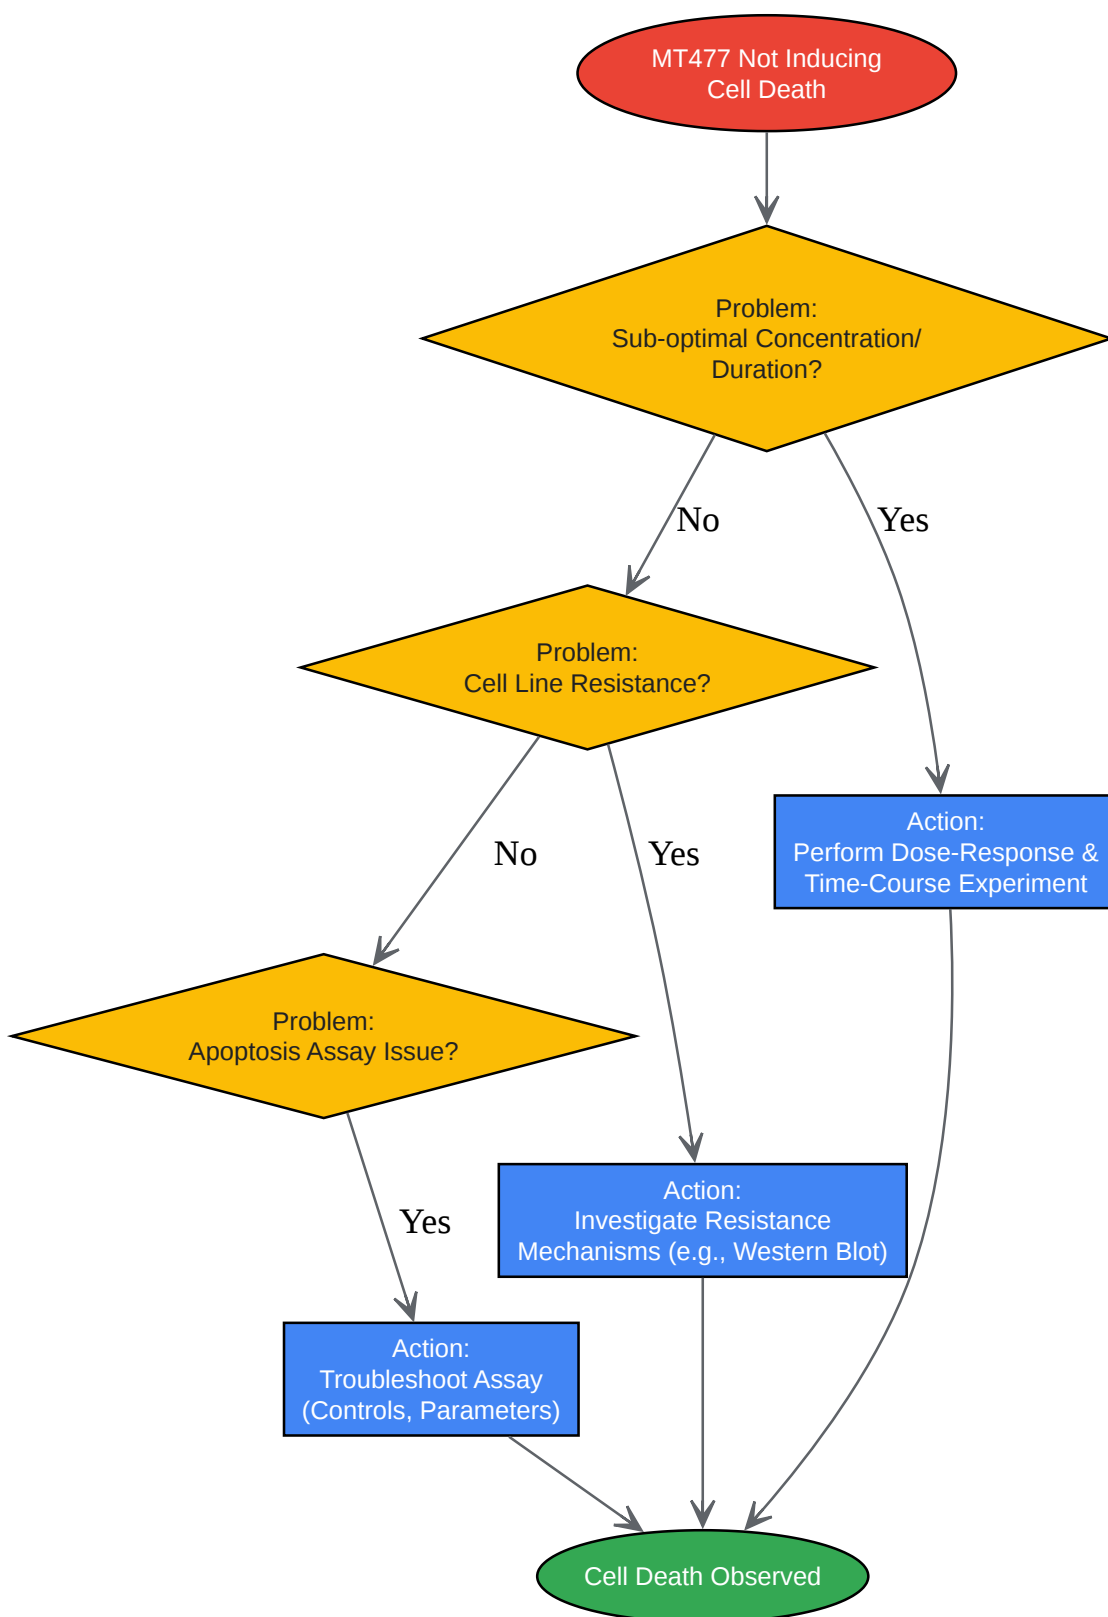 MT477 Not Inducing
Cell Death
Problem:
Sub-optimal Concentration/
Duration?
No
Yes
Problem:
Cell Line Resistance?
Action:
Perform Dose-Response &
Time-Course Experiment
No
Yes
Problem:
Apoptosis Assay Issue?
Action:
Investigate Resistance
Mechanisms (e.g., Western Blot)
Yes
Action:
Troubleshoot Assay
(Controls, Parameters)
Cell Death Observed